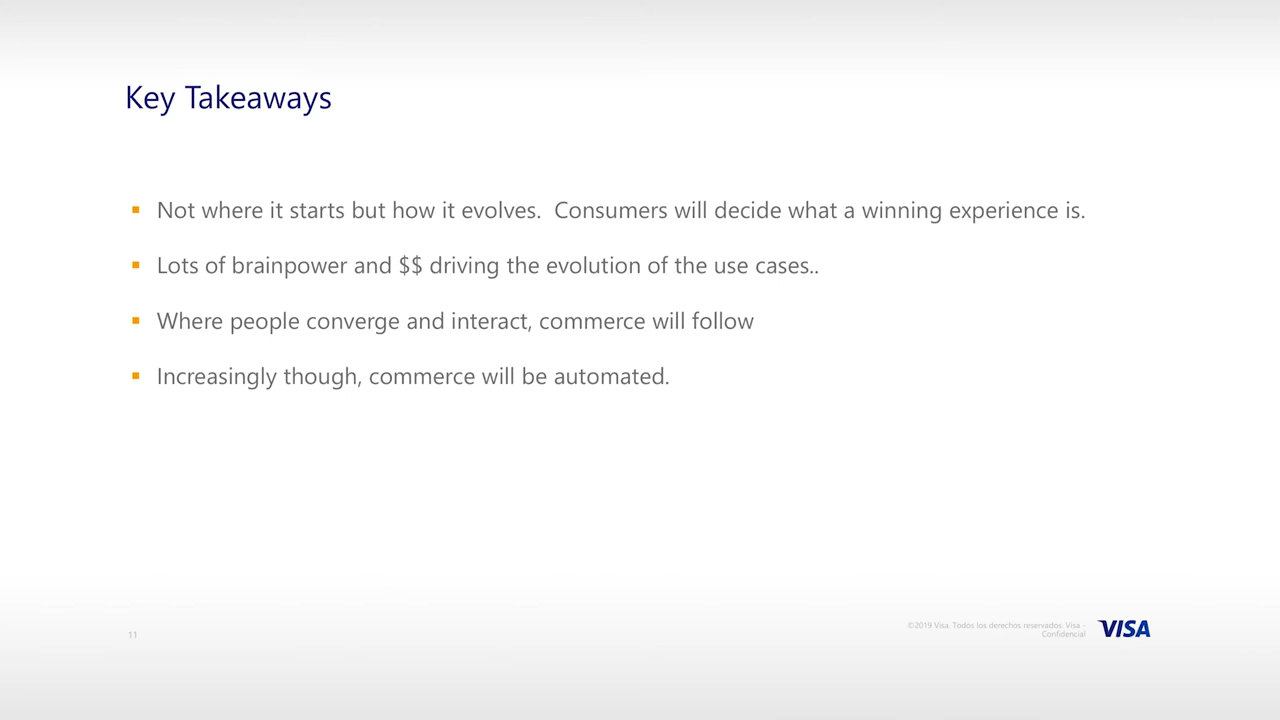 Key Takeaways
▪ Not where it starts but how it evolves.  Consumers will decide what a winning experience is.
▪ Lots of brainpower and $$ driving the evolution of the use cases..
▪ Where people converge and interact, commerce will follow
▪ Increasingly though, commerce will be automated.
11
©2019 Visa. Todos los derechos reservados. Visa -
Confidencial
VISA